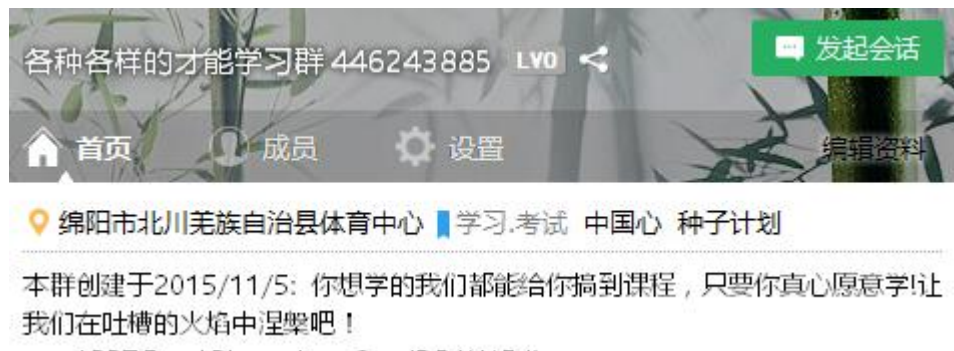 各种各样的才能学习群 446243885 LV0
发起会话
首页 成员 设置 编辑资料
绵阳市北川羌族自治县体育中心 学习.考试 中国心 种子计划
本群创建于2015/11/5: 你想学的我们都能给你搞到课程，只要你真心愿意学!让
我们在吐槽的火焰中涅槃吧！